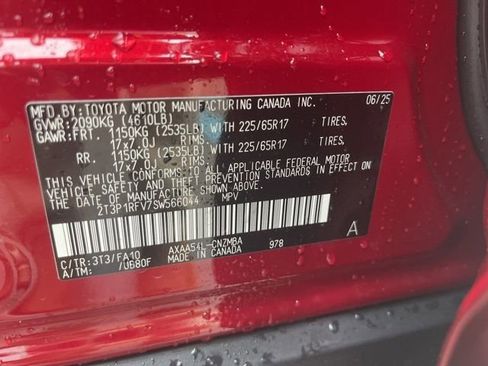 MFD.BY:TOYOTA MOTOR MANUFACTURING CANADA INC. 06/25
GVWR:2090KG (4610LB)
GAWR:FRT. 1150KG (2535LB) WITH 225/65R17 TIRES.
17x7.0J RIMS.
RR. 1150KG (2535LB) WITH 225/65R17 TIRES.
17x7.0J RIMS.
THIS VEHICLE CONFORMS TO ALL APPLICABLE FEDERAL MOTOR
VEHICLE SAFETY AND BUMPER STANDARDS IN EFFECT ON
THE DATE OF MANUFACTURE SHOWN ABOVE.
2T3P1RFV7SW566044 MPV
A
C/TR:3T3/FA10 AXAA54L-CNZMBA 978
A/TM: /U680F MADE IN CANADA